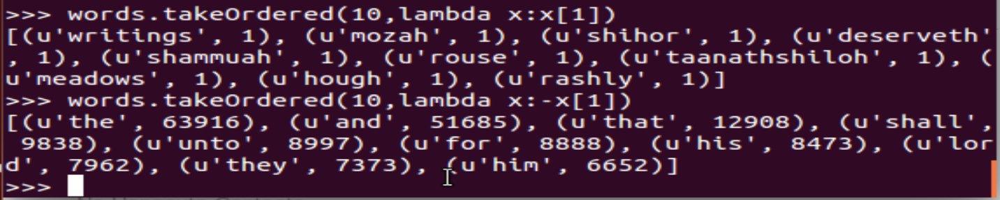 >>> words.takeOrdered(10,lambda x:x[1])
[(u'writings', 1), (u'mozah', 1), (u'shihor', 1), (u'deserveth'
, 1), (u'shammuah', 1), (u'rouse', 1), (u'taanathshiloh', 1), (
u'meadows', 1), (u'hough', 1), (u'rashly', 1)]
>>> words.takeOrdered(10,lambda x:-x[1])
[(u'the', 63916), (u'and', 51685), (u'that', 12908), (u'shall',
 9838), (u'unto', 8997), (u'for', 8888), (u'his', 8473), (u'lor
d', 7962), (u'they', 7373), (u'him', 6652)]
>>>